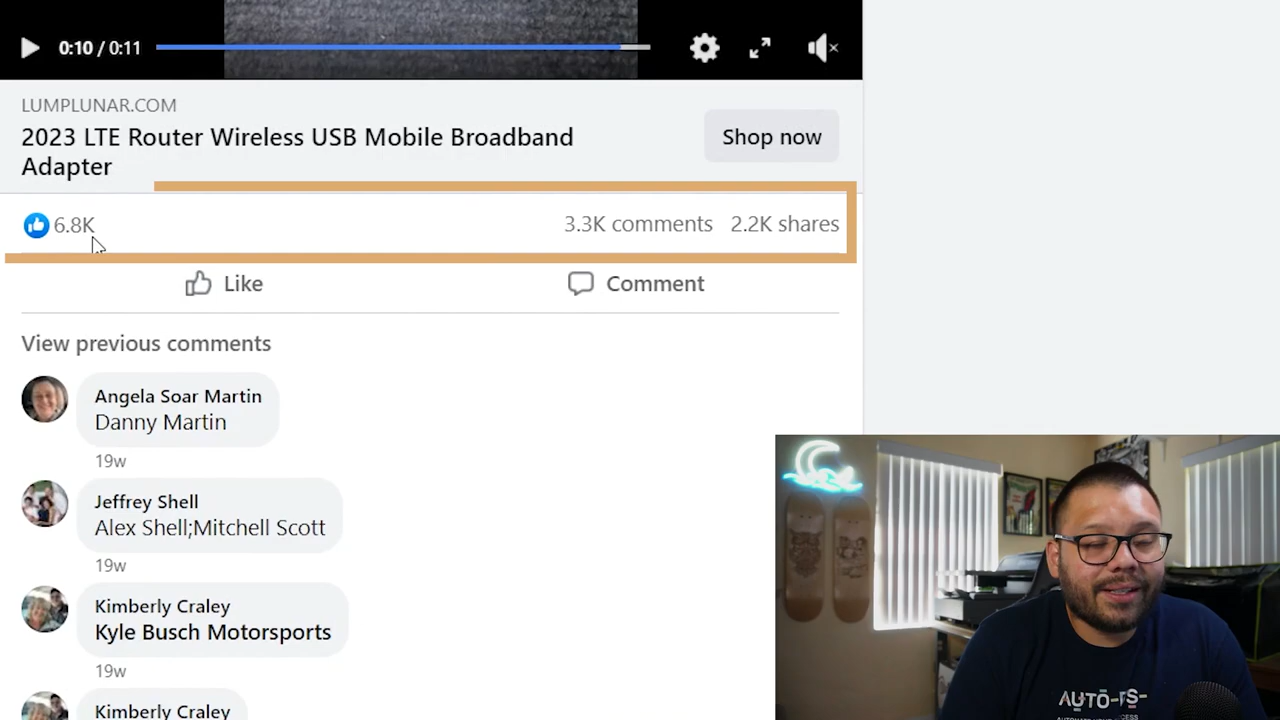 0:10 / 0:11
LUMPLUNAR.COM
2023 LTE Router Wireless USB Mobile Broadband
Adapter
Shop now
6.8K
3.3K comments
2.2K shares
Like
Comment
View previous comments
Angela Soar Martin
Danny Martin
19w
Jeffrey Shell
Alex Shell;Mitchell Scott
19w
Kimberly Craley
Kyle Busch Motorsports
19w
Kimberly Craley